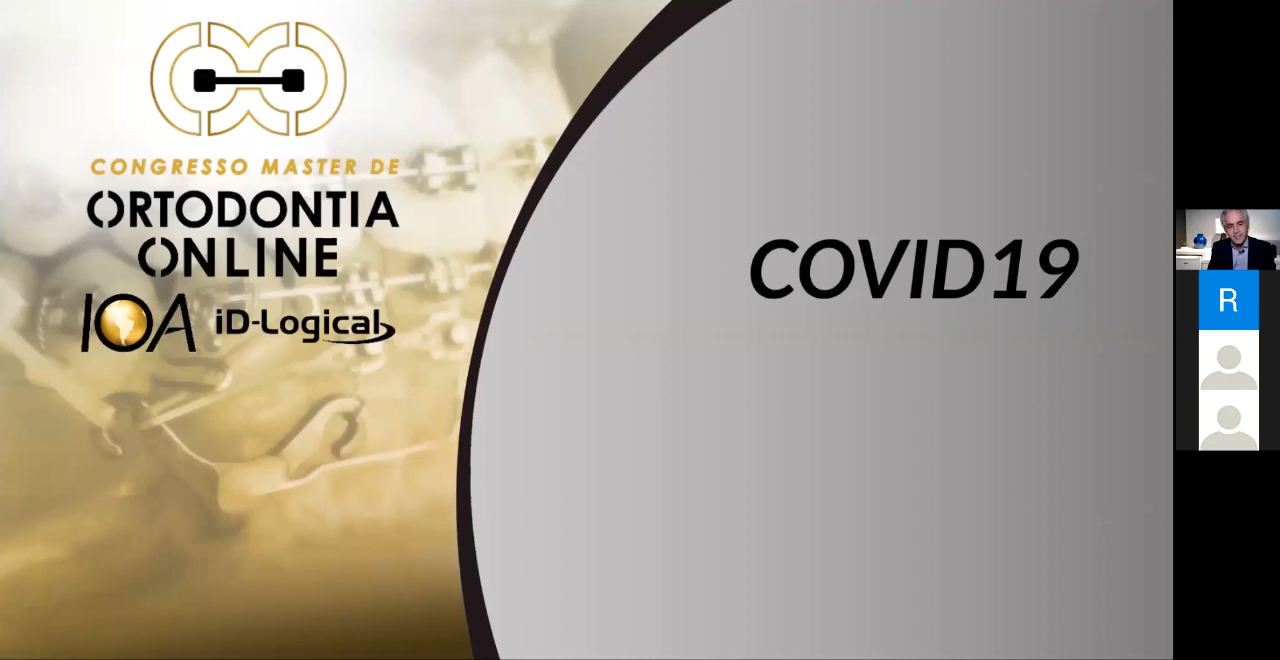 CONGRESSO MASTER DE
ORTODONTIA
ONLINE
IOA iD-Logical
COVID19
R